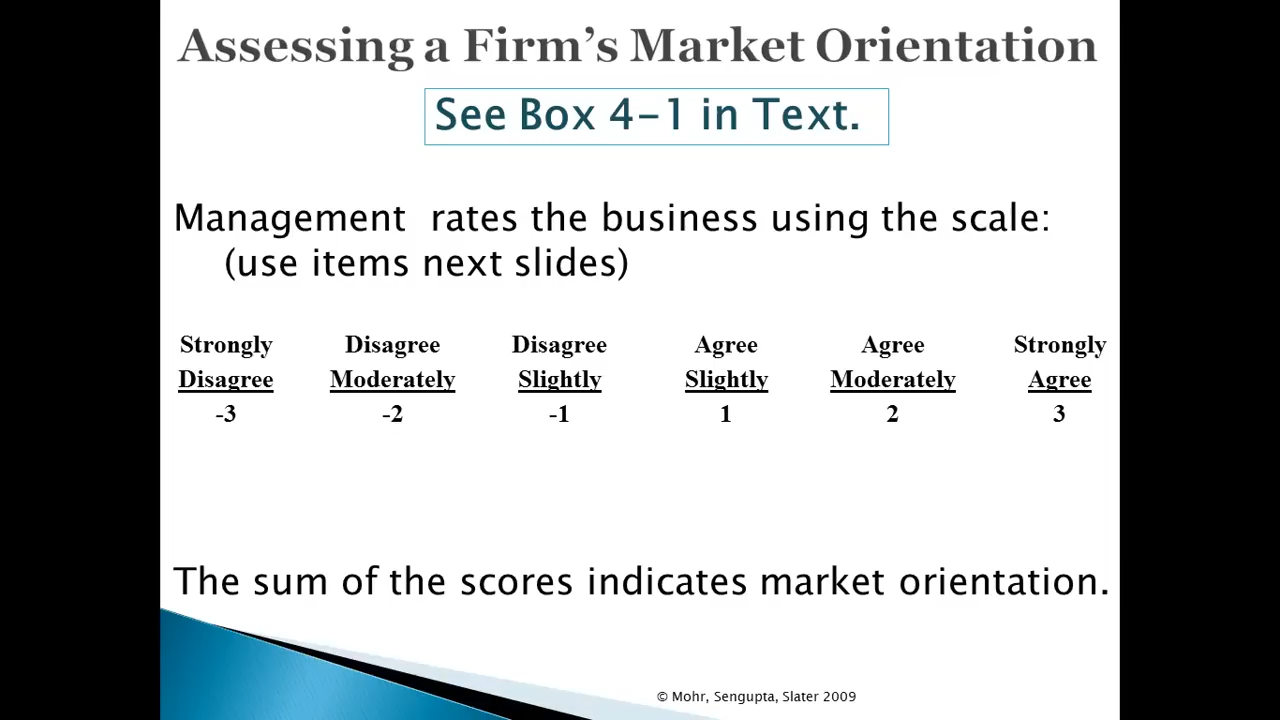 Assessing a Firm's Market Orientation
See Box 4-1 in Text.
Management rates the business using the scale:
(use items next slides)
Strongly Disagree Disagree Agree Agree Strongly
Disagree Moderately Slightly Slightly Moderately Agree
-3 -2 -1 1 2 3
The sum of the scores indicates market orientation.
© Mohr, Sengupta, Slater 2009